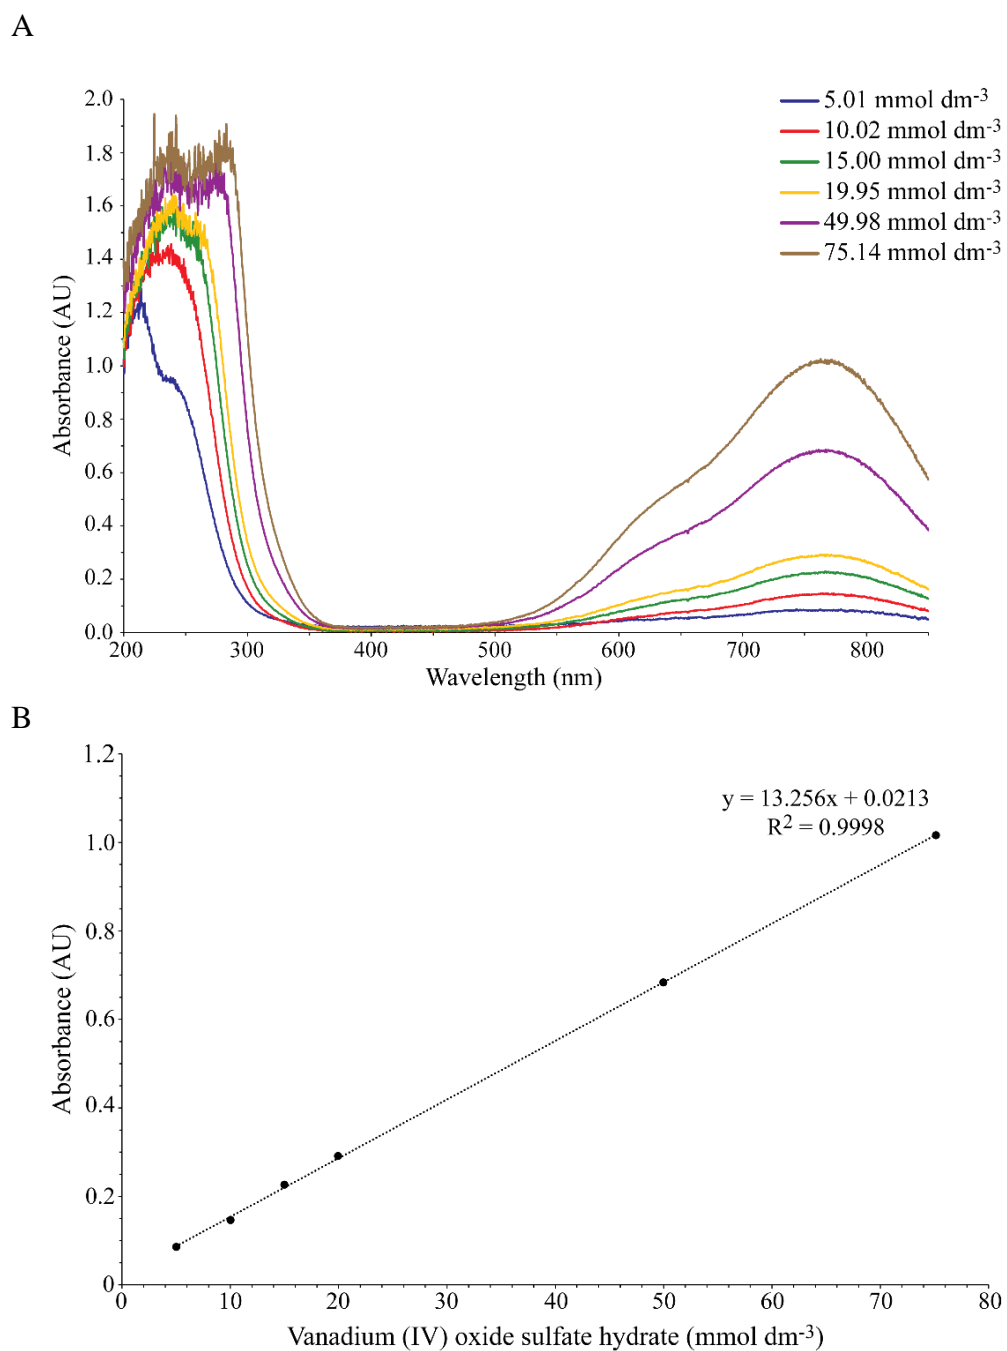 A
5.01 mmol dm-3
10.02 mmol dm-3
15.00 mmol dm-3
19.95 mmol dm-3
49.98 mmol dm-3
75.14 mmol dm-3
2.0
1.8
1.6
1.4
1.2
1.0
0.8
0.6
0.4
0.2
0.0
Absorbance (AU)
200 300 400 500 600 700 800
Wavelength (nm)
B
y = 13.256x + 0.0213
R2 = 0.9998
1.2
1.0
0.8
0.6
0.4
0.2
0
Absorbance (AU)
0 10 20 30 40 50 60 70 80
Vanadium (IV) oxide sulfate hydrate (mmol dm-3)